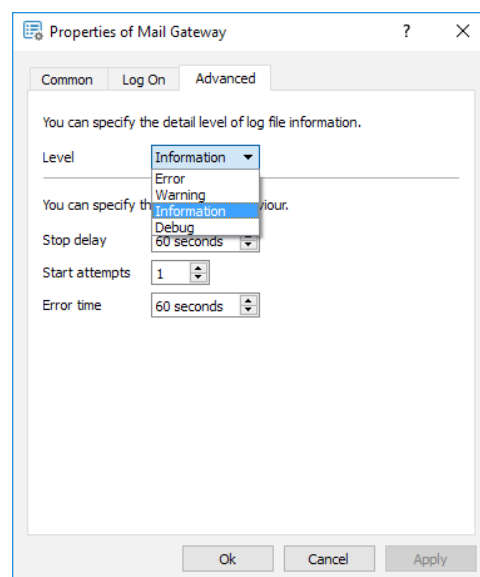 Properties of Mail Gateway ?
Common Log On Advanced
You can specify the detail level of log file information.
Level Information
Error
Warning
You can specify th viour.
Information
Debug
Stop delay 60 seconds
Start attempts 1
Error time 60 seconds
Ok Cancel Apply